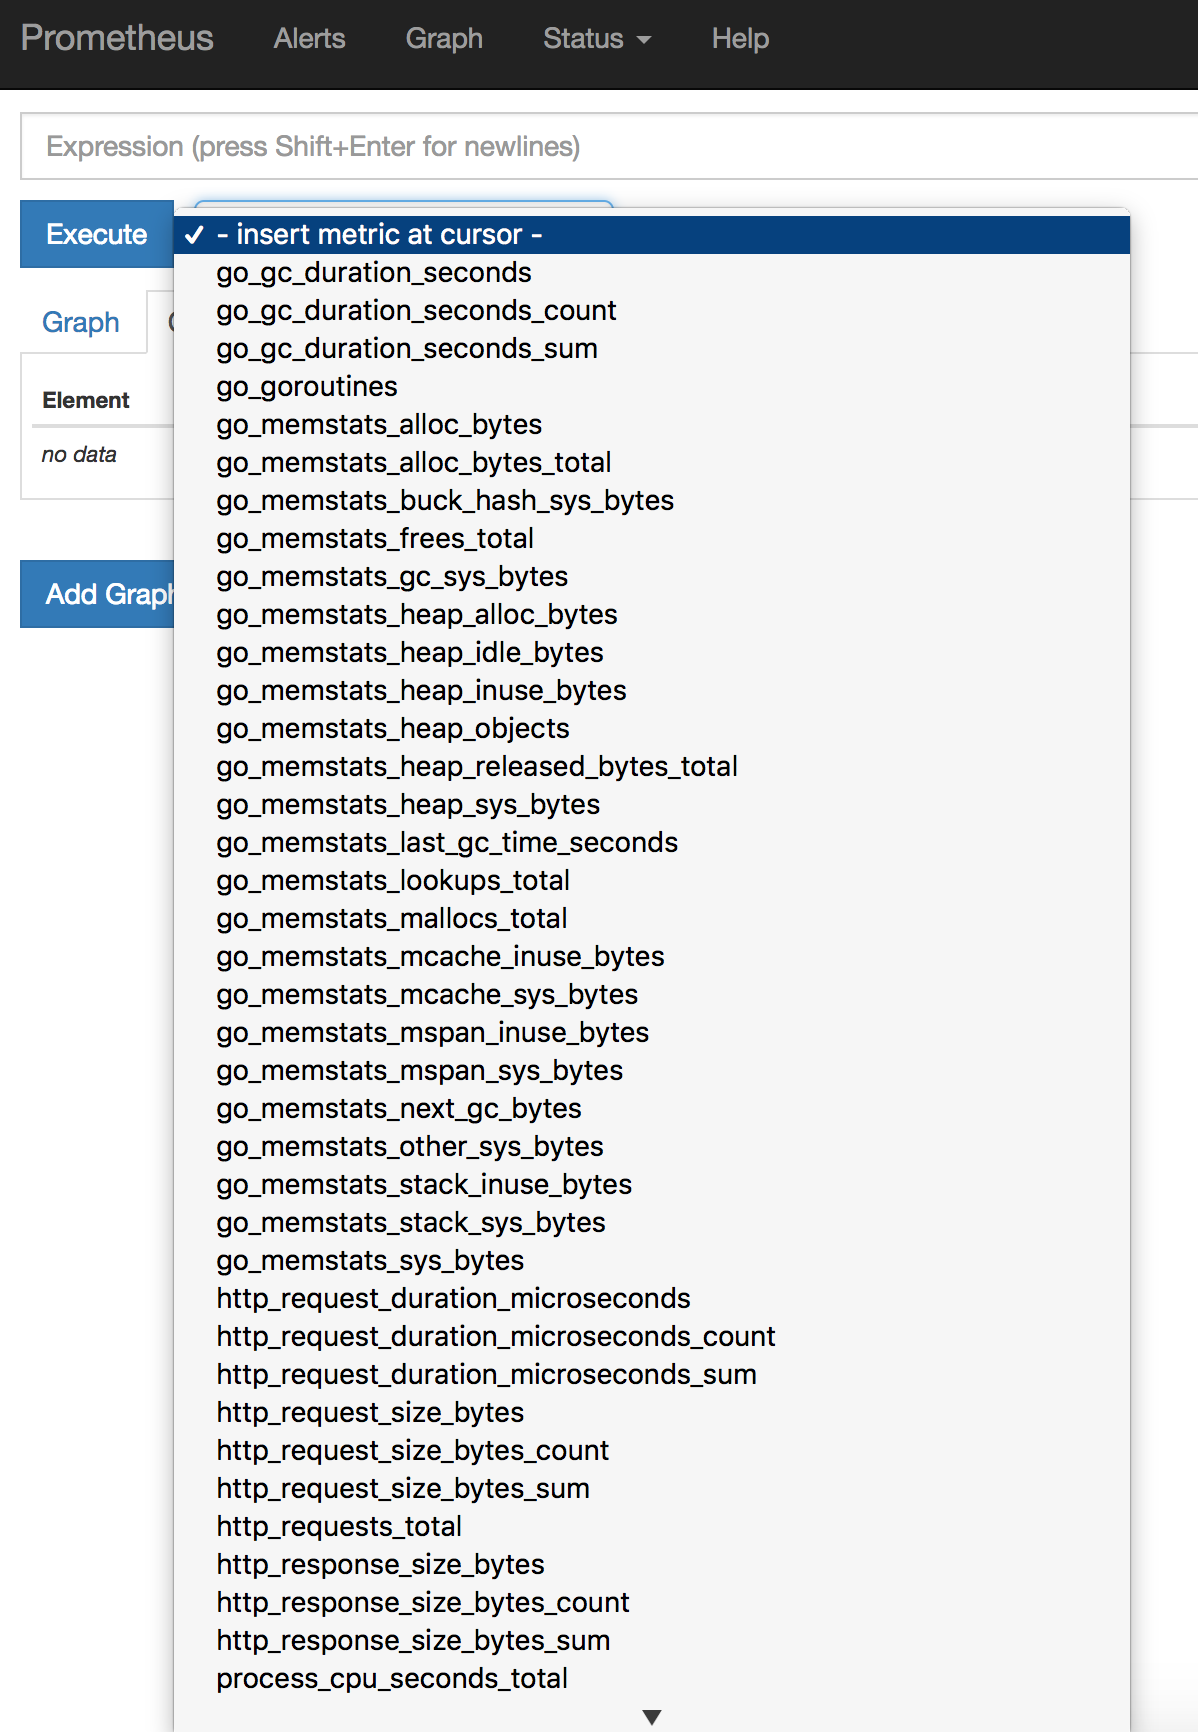 Prometheus Alerts Graph Status Help
Expression (press Shift+Enter for newlines)
Execute
✓ - insert metric at cursor -
go_gc_duration_seconds
go_gc_duration_seconds_count
go_gc_duration_seconds_sum
go_goroutines
go_memstats_alloc_bytes
go_memstats_alloc_bytes_total
go_memstats_buck_hash_sys_bytes
go_memstats_frees_total
go_memstats_gc_sys_bytes
go_memstats_heap_alloc_bytes
go_memstats_heap_idle_bytes
go_memstats_heap_inuse_bytes
go_memstats_heap_objects
go_memstats_heap_released_bytes_total
go_memstats_heap_sys_bytes
go_memstats_last_gc_time_seconds
go_memstats_lookups_total
go_memstats_mallocs_total
go_memstats_mcache_inuse_bytes
go_memstats_mcache_sys_bytes
go_memstats_mspan_inuse_bytes
go_memstats_mspan_sys_bytes
go_memstats_next_gc_bytes
go_memstats_other_sys_bytes
go_memstats_stack_inuse_bytes
go_memstats_stack_sys_bytes
go_memstats_sys_bytes
http_request_duration_microseconds
http_request_duration_microseconds_count
http_request_duration_microseconds_sum
http_request_size_bytes
http_request_size_bytes_count
http_request_size_bytes_sum
http_requests_total
http_response_size_bytes
http_response_size_bytes_count
http_response_size_bytes_sum
process_cpu_seconds_total
Graph
Element
no data
Add Graph